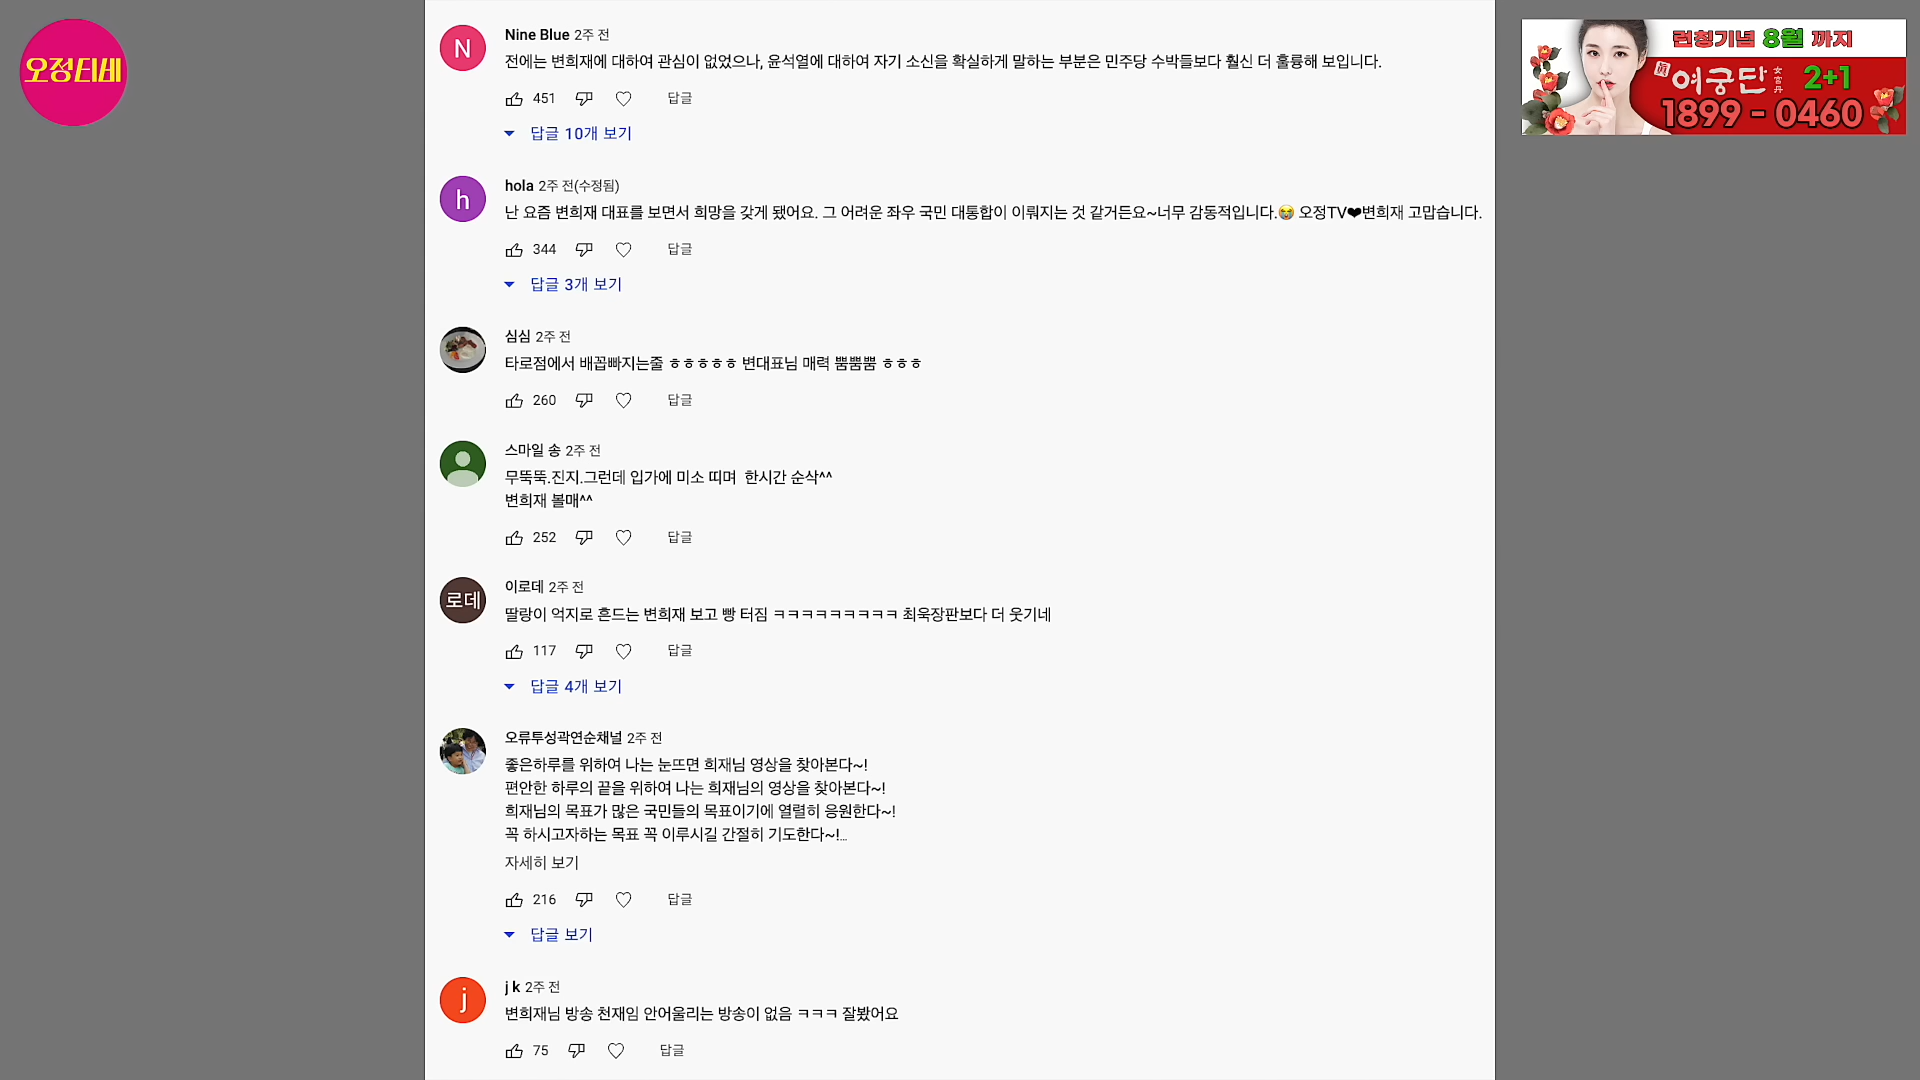 오정티비
런칭기념 8월 까지
眞 여궁단 女宮丹 2+1
1899 - 0460
N
Nine Blue 2주 전
전에는 변희재에 대하여 관심이 없었으나, 윤석열에 대하여 자기 소신을 확실하게 말하는 부분은 민주당 수박들보다 훨신 더 훌륭해 보입니다.
451 답글
답글 10개 보기
h
hola 2주 전(수정됨)
난 요즘 변희재 대표를 보면서 희망을 갖게 됐어요. 그 어려운 좌우 국민 대통합이 이뤄지는 것 같거든요~너무 감동적입니다.😭 오정TV❤변희재 고맙습니다.
344 답글
답글 3개 보기
심심 2주 전
타로점에서 배꼽빠지는줄 ㅎㅎㅎㅎㅎ 변대표님 매력 뿜뿜뿜 ㅎㅎㅎ
260 답글
스마일 송 2주 전
무뚝뚝.진지.그런데 입가에 미소 띠며  한시간 순삭^^
변희재 볼매^^
252 답글
로데
이로데 2주 전
딸랑이 억지로 흔드는 변희재 보고 빵 터짐 ㅋㅋㅋㅋㅋㅋㅋㅋㅋ 최욱장판보다 더 웃기네
117 답글
답글 4개 보기
오류투성곽연순채널 2주 전
좋은하루를 위하여 나는 눈뜨면 희재님 영상을 찾아본다~!
편안한 하루의 끝을 위하여 나는 희재님의 영상을 찾아본다~!
희재님의 목표가 많은 국민들의 목표이기에 열렬히 응원한다~!
꼭 하시고자하는 목표 꼭 이루시길 간절히 기도한다~!...
자세히 보기
216 답글
답글 보기
j
j k 2주 전
변희재님 방송 천재임 안어울리는 방송이 없음 ㅋㅋㅋ 잘봤어요
75 답글